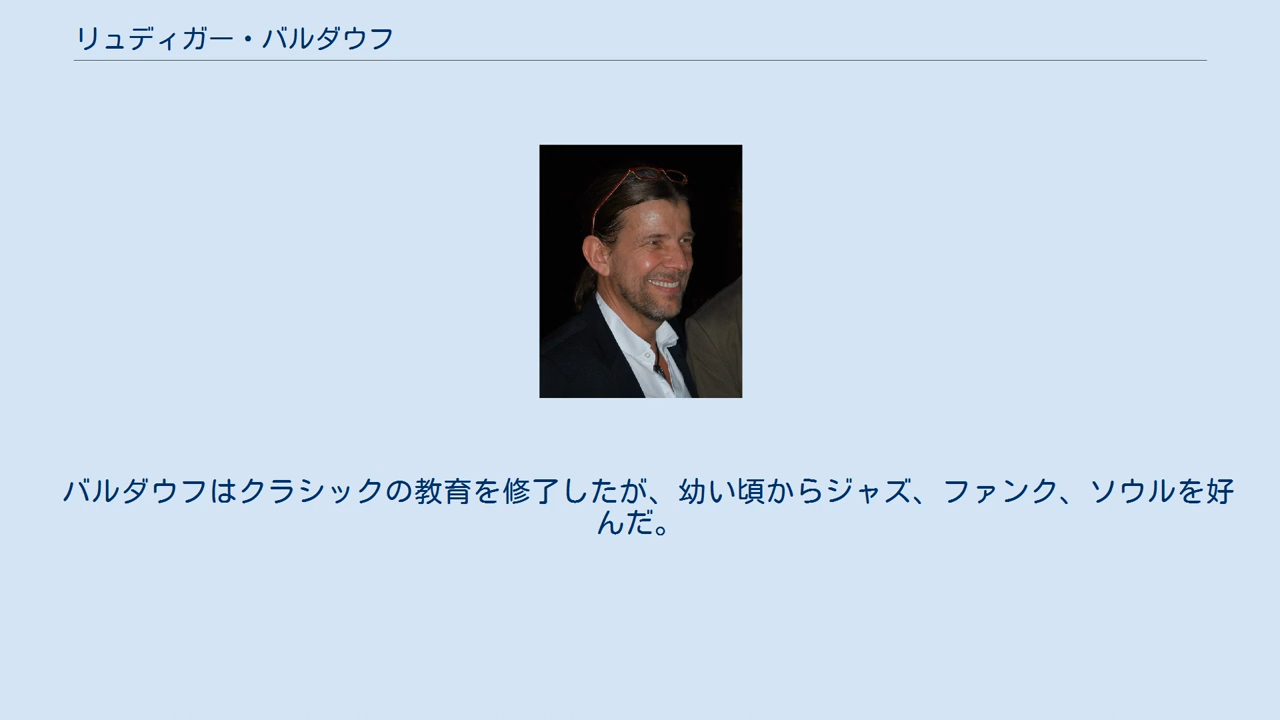 リュディガー・バルダウフ
バルダウフはクラシックの教育を修了したが、幼い頃からジャズ、ファンク、ソウルを好
んだ。